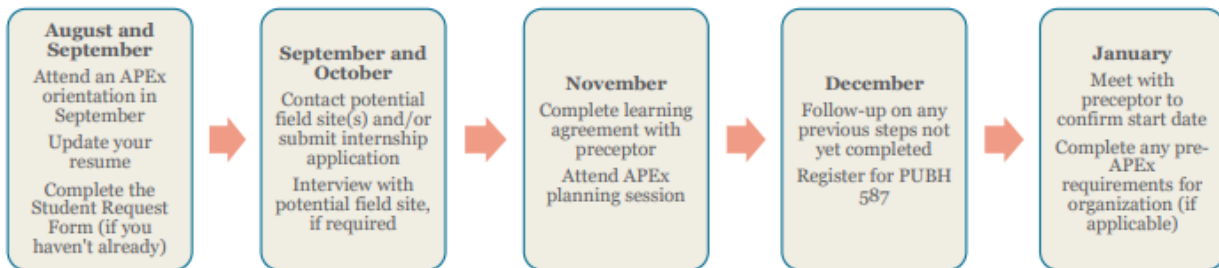 August and
September
Attend an APEx
orientation in
September
Update your
resume
Complete the
Student Request
Form (if you
haven't already)
September and
October
Contact potential
field site(s) and/or
submit internship
application
Interview with
potential field site,
if required
November
Complete learning
agreement with
preceptor
Attend APEx
planning session
December
Follow-up on any
previous steps not
yet completed
Register for PUBH
587
January
Meet with
preceptor to
confirm start date
Complete any pre-
APEx
requirements for
organization (if
applicable)